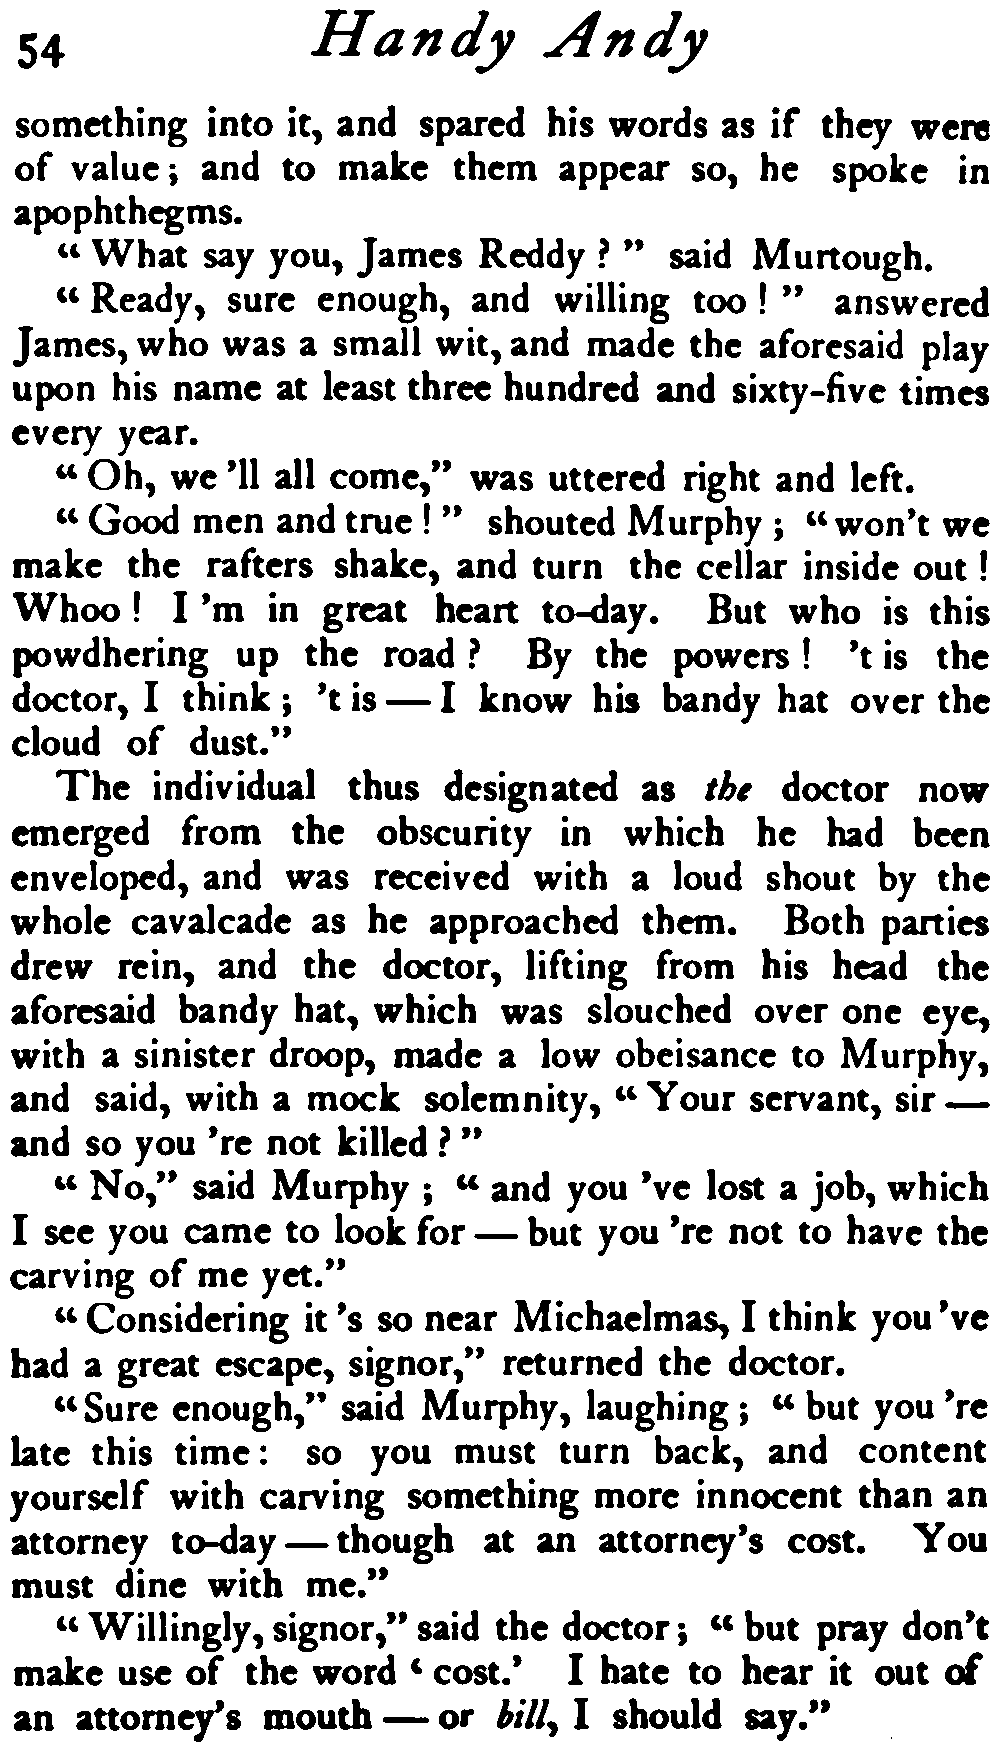 54 Handy Andy
something into it, and spared his words as if they were
of value; and to make them appear so, he spoke in
apophthegms.
“What say you, James Reddy?” said Murtough.
“Ready, sure enough, and willing too!” answered
James, who was a small wit, and made the aforesaid play
upon his name at least three hundred and sixty-five times
every year.
“Oh, we 'll all come,” was uttered right and left.
“Good men and true!” shouted Murphy; “won't we
make the rafters shake, and turn the cellar inside out!
Whoo! I 'm in great heart to-day. But who is this
powdhering up the road? By the powers! 't is the
doctor, I think; 't is — I know his bandy hat over the
cloud of dust.”
The individual thus designated as the doctor now
emerged from the obscurity in which he had been
enveloped, and was received with a loud shout by the
whole cavalcade as he approached them. Both parties
drew rein, and the doctor, lifting from his head the
aforesaid bandy hat, which was slouched over one eye,
with a sinister droop, made a low obeisance to Murphy,
and said, with a mock solemnity, “Your servant, sir —
and so you 're not killed?”
“No,” said Murphy; “and you 've lost a job, which
I see you came to look for — but you 're not to have the
carving of me yet.”
“Considering it 's so near Michaelmas, I think you 've
had a great escape, signor,” returned the doctor.
“Sure enough,” said Murphy, laughing; “but you 're
late this time: so you must turn back, and content
yourself with carving something more innocent than an
attorney to-day — though at an attorney's cost. You
must dine with me.”
“Willingly, signor,” said the doctor; “but pray don't
make use of the word ‘cost.’ I hate to hear it out of
an attorney's mouth — or bill, I should say.”